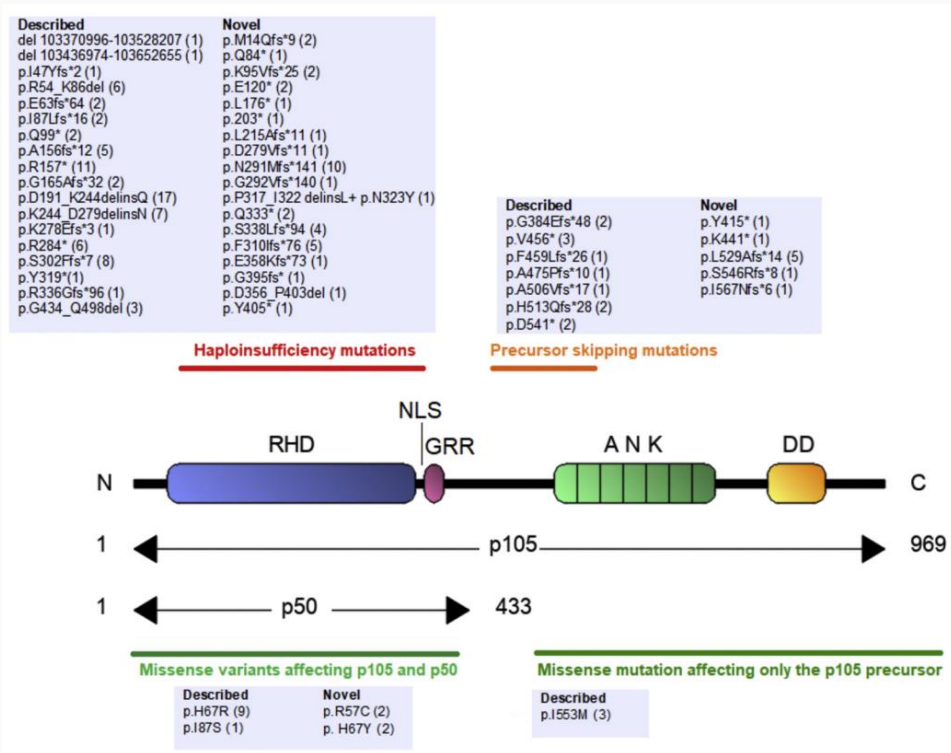 Described
del 103370996-103528207 (1)
del 103436974-103652655 (1)
p.I47Yfs*2 (1)
p.R54_K86del (6)
p.E63fs*64 (2)
p.I87Lfs*16 (2)
p.Q99* (2)
p.A156fs*12 (5)
p.R157* (11)
p.G165Afs*32 (2)
p.D191_K244delinsQ (17)
p.K244_D279delinsN (7)
p.K278Efs*3 (1)
p.R284* (6)
p.S302Ffs*7 (8)
p.Y319*(1)
p.R336Gfs*96 (1)
p.G434_Q498del (3)
Novel
p.M14Qfs*9 (2)
p.Q84* (1)
p.K95Vfs*25 (2)
p.E120* (2)
p.L176* (1)
p.203* (1)
p.L215Afs*11 (1)
p.D279Vfs*11 (1)
p.N291Mfs*141 (10)
p.G292Vfs*140 (1)
p.P317_I322 delinsL+ p.N323Y (1)
p.Q333* (2)
p.S338Lfs*94 (4)
p.F310lfs*76 (5)
p.E358Kfs*73 (1)
p.G395fs* (1)
p.D356_P403del (1)
p.Y405* (1)
Described
p.G384Efs*48 (2)
p.V456* (3)
p.F459Lfs*26 (1)
p.A475Pfs*10 (1)
p.A506Vfs*17 (1)
p.H513Qfs*28 (2)
p.D541* (2)
Novel
p.Y415* (1)
p.K441* (1)
p.L529Afs*14 (5)
p.S546Rfs*8 (1)
p.I567Nfs*6 (1)
Haploinsufficiency mutations
Precursor skipping mutations
NLS
RHD
GRR
A N K
DD
N
C
1
p105
969
1
p50
433
Missense variants affecting p105 and p50
Missense mutation affecting only the p105 precursor
Described
p.H67R (9)
p.I87S (1)
Novel
p.R57C (2)
p. H67Y (2)
Described
p.I553M (3)